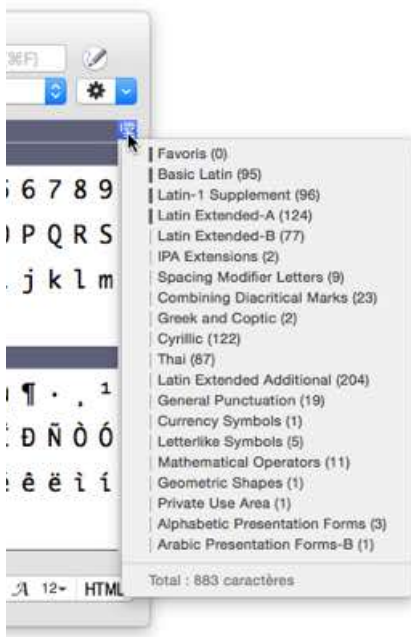 ⌘F)
Favoris (0)
Basic Latin (95)
Latin-1 Supplement (96)
Latin Extended-A (124)
Latin Extended-B (77)
IPA Extensions (2)
Spacing Modifier Letters (9)
Combining Diacritical Marks (23)
Greek and Coptic (2)
Cyrillic (122)
Thai (87)
Latin Extended Additional (204)
General Punctuation (19)
Currency Symbols (1)
Letterlike Symbols (5)
Mathematical Operators (11)
Geometric Shapes (1)
Private Use Area (1)
Alphabetic Presentation Forms (3)
Arabic Presentation Forms-B (1)
Total : 883 caractères
6 7 8 9
P Q R S
j k l m
¶ · ¸ ¹
Ð Ñ Ò Ó
ê ë ì í
A 12 HTML